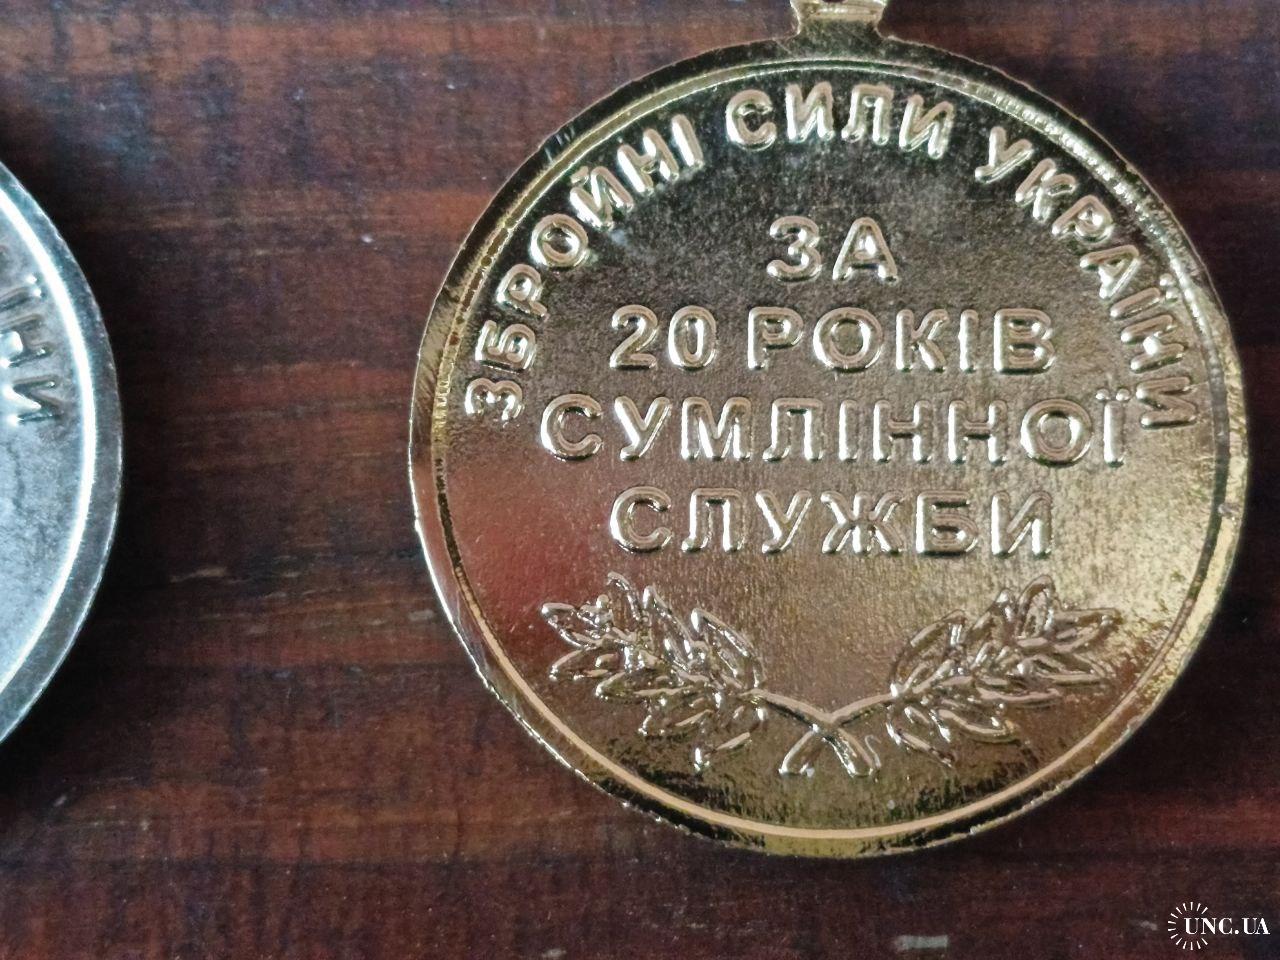 ЗБРОЙНІ СИЛИ УКРАЇНИ
ЗА
20 РОКІВ
СУМЛІННОЇ
СЛУЖБИ
UNC.UA